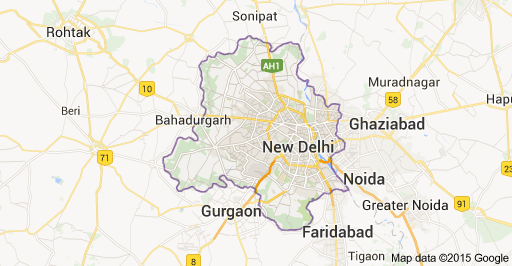 Sonipat
Rohtak
AH1
Muradnagar
10
58
Hapu
Beri
Bahadurgarh
Ghaziabad
New Delhi
71
Noida
Gurgaon
Greater Noida
91
Faridabad
8
Tigaon
Map data ©2015 Google